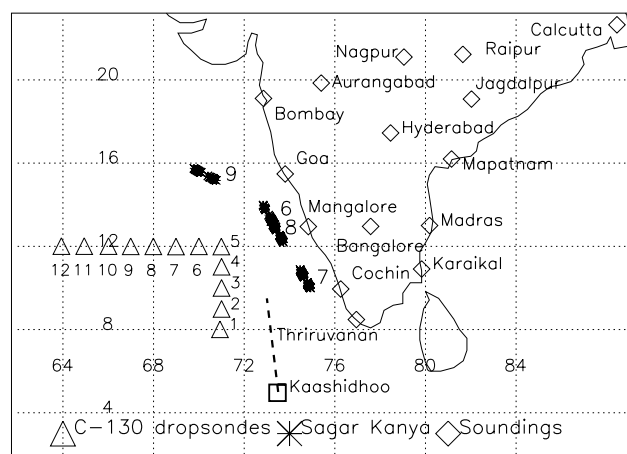 Calcutta
Nagpur
Raipur
20
Aurangabad
Jagdalpur
Bombay
Hyderabad
16
Goa
Mapatnam
9
6
Mangalore
8
Madras
12
5
Bangalore
12 11 10 9 8 7 6
4
Cochin
Karaikal
7
3
2
8
1
Thriruvanan
64 68 72 76 80 84
Kaashidhoo
4
C-130 dropsondes Sagar Kanya Soundings